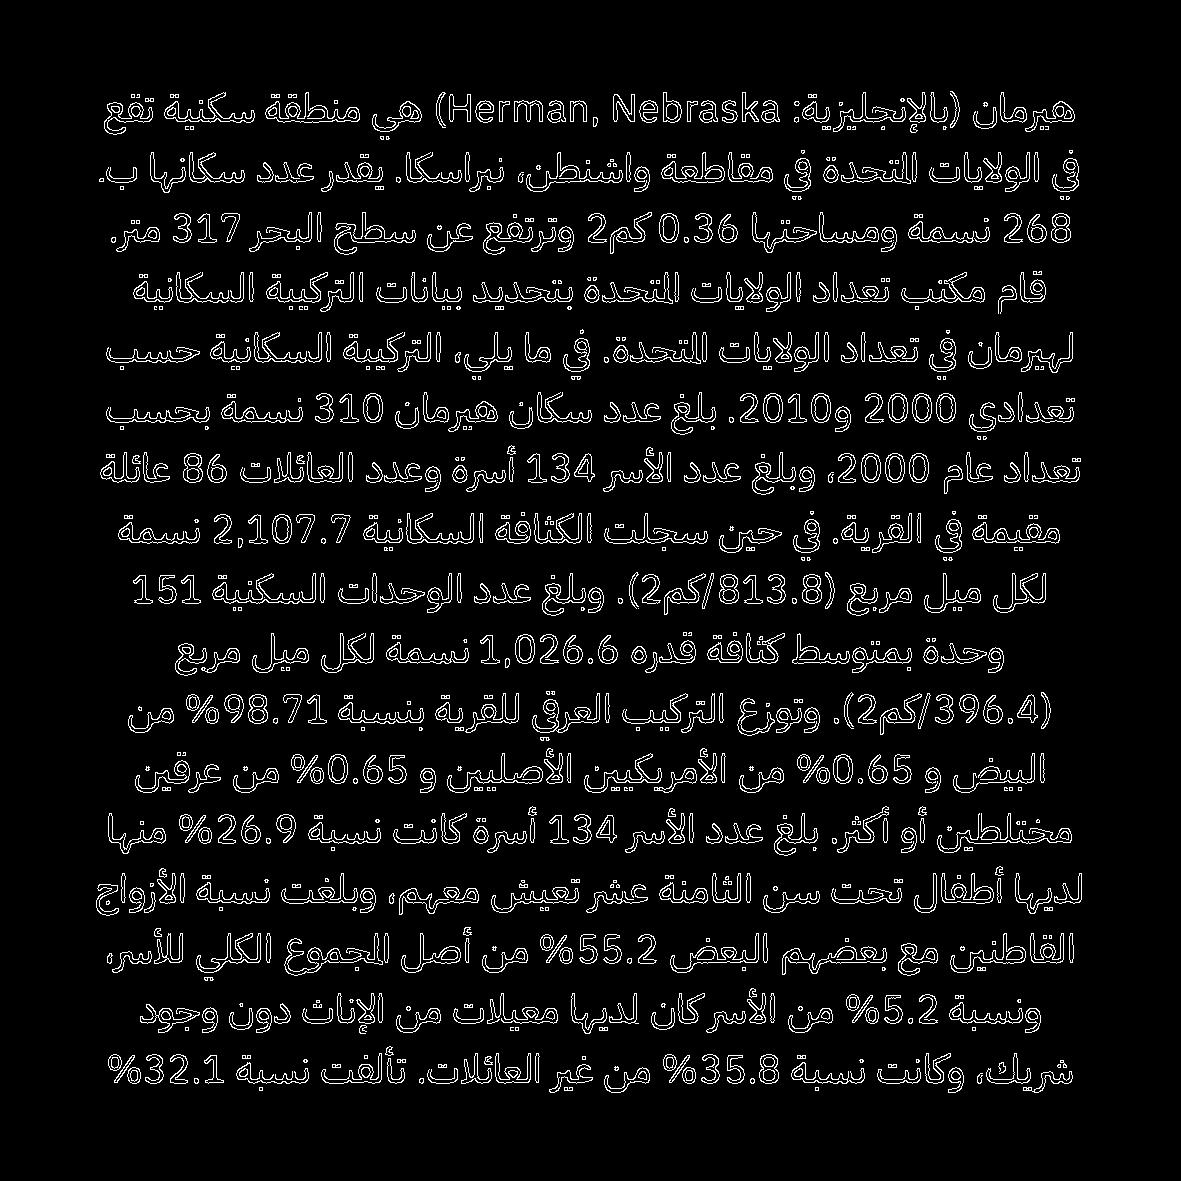 هيرمان (بالإنجليزية: Herman, Nebraska) هي منطقة سكنية تقع
في الولايات المتحدة في مقاطعة واشنطن، نبراسكا. يقدر عدد سكانها ب.
268 نسمة ومساحتها 0.36 كم2 وترتفع عن سطح البحر 317 متر.
قام مكتب تعداد الولايات المتحدة بتحديد بيانات التركيبة السكانية
لهيرمان في تعداد الولايات المتحدة. في ما يلي، التركيبة السكانية حسب
تعدادي 2000 و2010. بلغ عدد سكان هيرمان 310 نسمة بحسب
تعداد عام 2000، وبلغ عدد الأسر 134 أسرة وعدد العائلات 86 عائلة
مقيمة في القرية. في حين سجلت الكثافة السكانية 2,107.7 نسمة
لكل ميل مربع (813.8/كم2). وبلغ عدد الوحدات السكنية 151
وحدة بمتوسط كثافة قدره 1,026.6 نسمة لكل ميل مربع
(396.4/كم2). وتوزع التركيب العرقي للقرية بنسبة 98.71% من
البيض و 0.65% من الأمريكيين الأصليين و 0.65% من عرقين
مختلطين أو أكثر. بلغ عدد الأسر 134 أسرة كانت نسبة 26.9% منها
لديها أطفال تحت سن الثامنة عشر تعيش معهم، وبلغت نسبة الأزواج
القاطنين مع بعضهم البعض 55.2% من أصل المجموع الكلي للأسر،
ونسبة 5.2% من الأسر كان لديها معيلات من الإناث دون وجود
شريك، وكانت نسبة 35.8% من غير العائلات. تألفت نسبة 32.1%